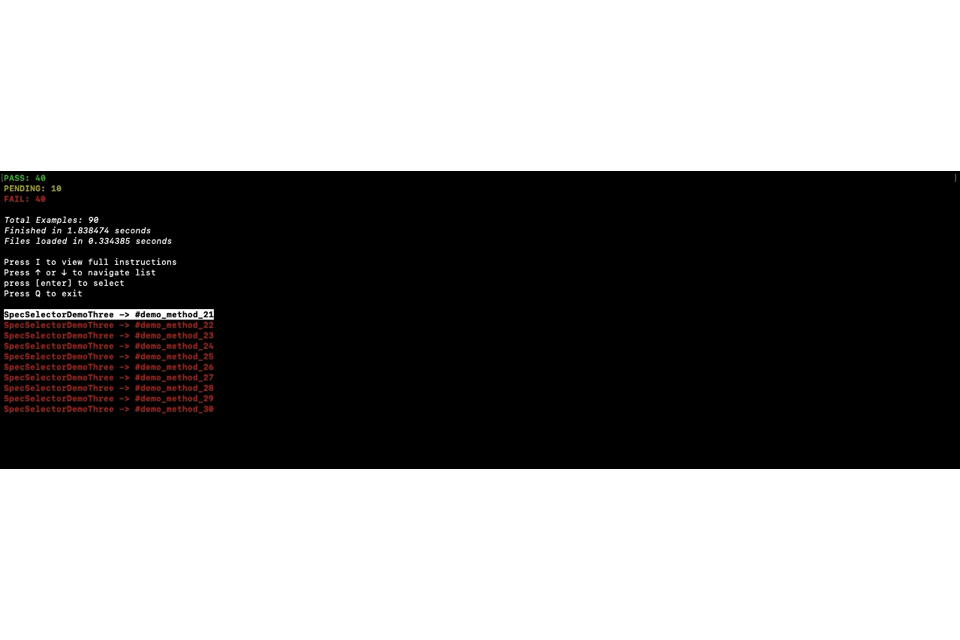 PASS: 40
PENDING: 10
FAIL: 40
Total Examples: 90
Finished in 1.838474 seconds
Files loaded in 0.334385 seconds
Press I to view full instructions
Press ↑ or ↓ to navigate list
press [enter] to select
Press Q to exit
SpecSelectorDemoThree -> #demo_method_21
SpecSelectorDemoThree -> #demo_method_22
SpecSelectorDemoThree -> #demo_method_23
SpecSelectorDemoThree -> #demo_method_24
SpecSelectorDemoThree -> #demo_method_25
SpecSelectorDemoThree -> #demo_method_26
SpecSelectorDemoThree -> #demo_method_27
SpecSelectorDemoThree -> #demo_method_28
SpecSelectorDemoThree -> #demo_method_29
SpecSelectorDemoThree -> #demo_method_30